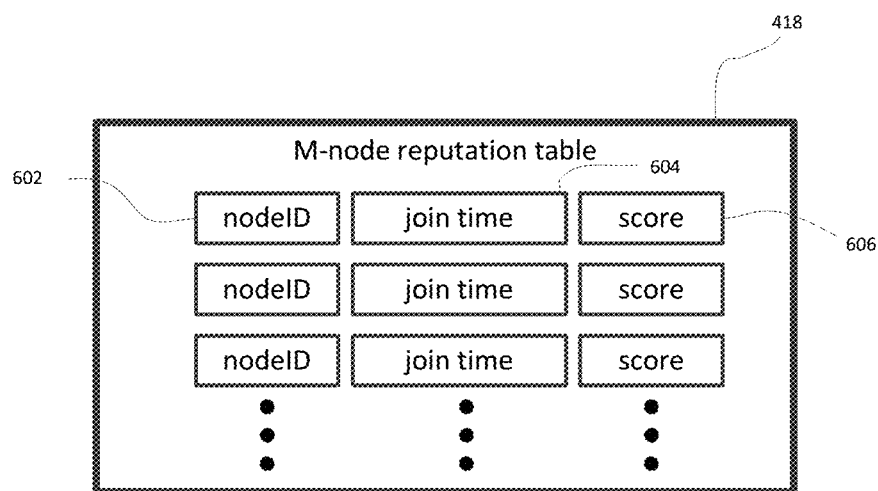 418
M-node reputation table
602
604
nodeID join time score
606
nodeID join time score
nodeID join time score